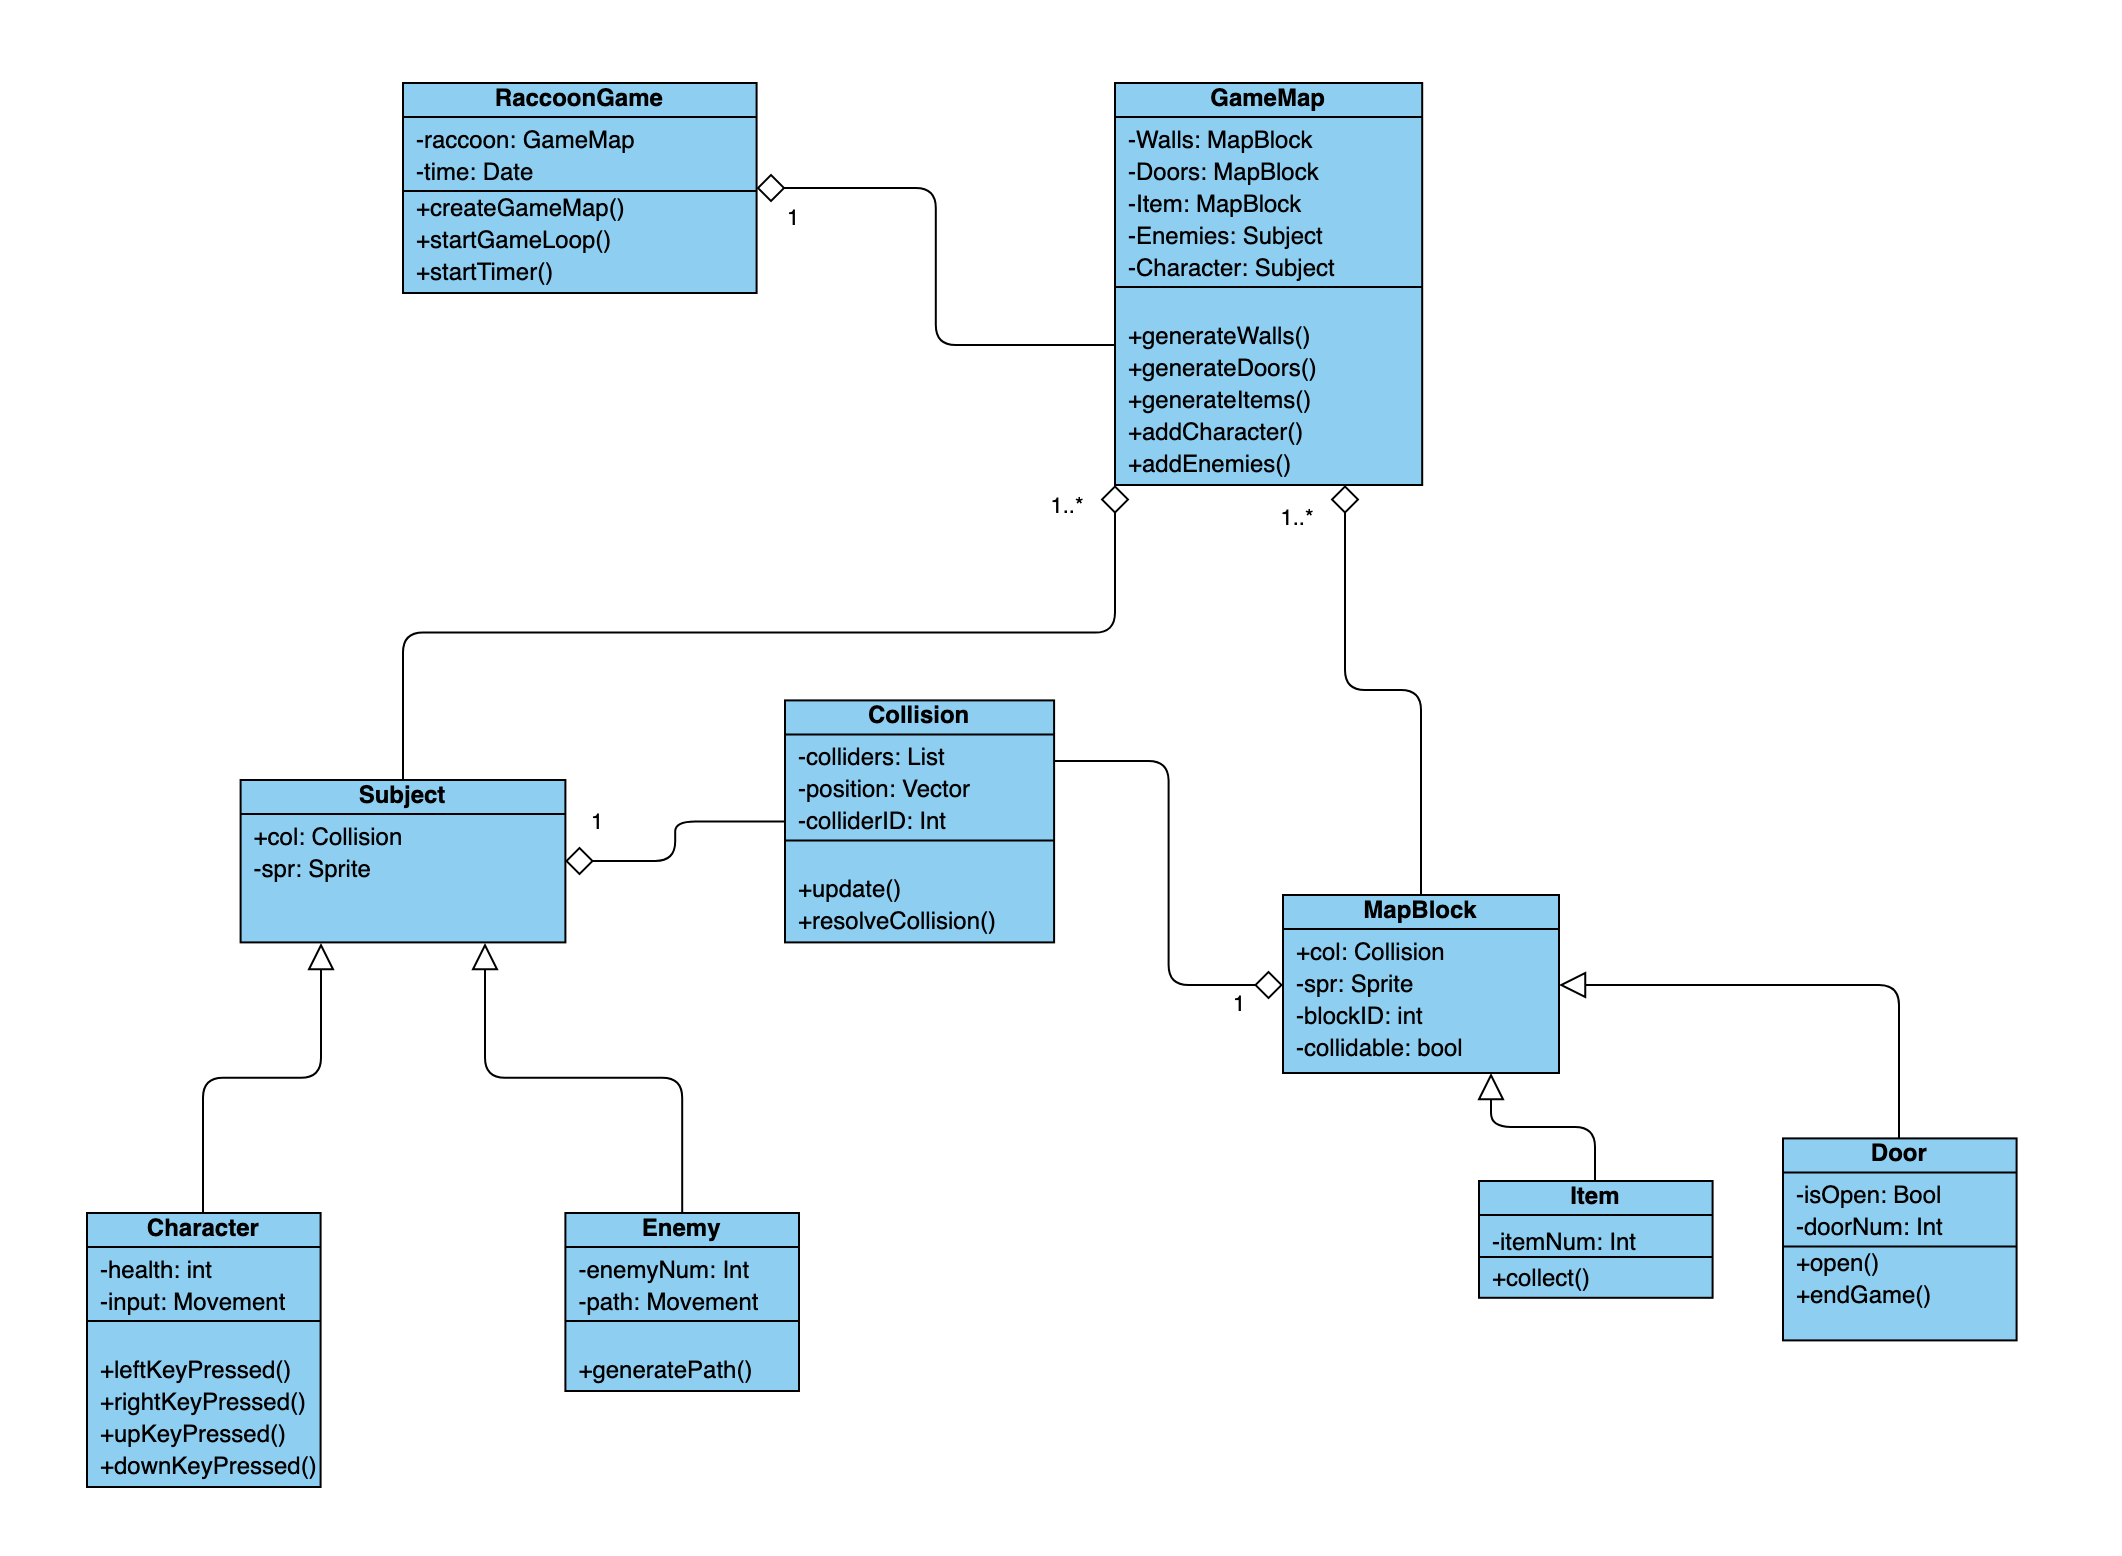 RaccoonGame
-raccoon: GameMap
-time: Date
+createGameMap()
+startGameLoop()
+startTimer()
1
GameMap
-Walls: MapBlock
-Doors: MapBlock
-Item: MapBlock
-Enemies: Subject
-Character: Subject
+generateWalls()
+generateDoors()
+generateItems()
+addCharacter()
+addEnemies()
1..*
1..*
Subject
+col: Collision
-spr: Sprite
1
Collision
-colliders: List
-position: Vector
-colliderID: Int
+update()
+resolveCollision()
MapBlock
+col: Collision
-spr: Sprite
-blockID: int
-collidable: bool
1
Character
-health: int
-input: Movement
+leftKeyPressed()
+rightKeyPressed()
+upKeyPressed()
+downKeyPressed()
Enemy
-enemyNum: Int
-path: Movement
+generatePath()
Item
-itemNum: Int
+collect()
Door
-isOpen: Bool
-doorNum: Int
+open()
+endGame()